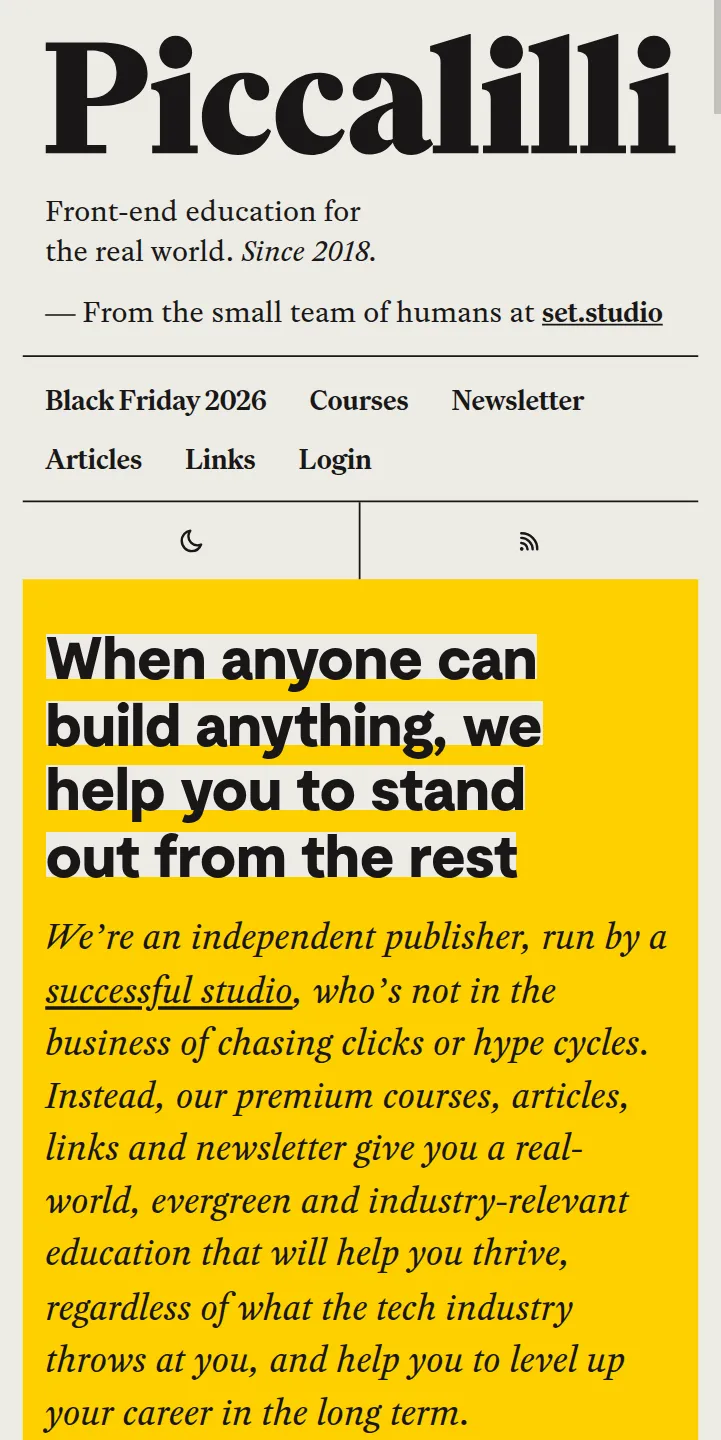 Piccalilli
Front-end education for
the real world. Since 2018.
— From the small team of humans at set.studio
Black Friday 2026 Courses Newsletter
Articles Links Login
When anyone can
build anything, we
help you to stand
out from the rest
We’re an independent publisher, run by a
successful studio, who’s not in the
business of chasing clicks or hype cycles.
Instead, our premium courses, articles,
links and newsletter give you a real-
world, evergreen and industry-relevant
education that will help you thrive,
regardless of what the tech industry
throws at you, and help you to level up
your career in the long term.